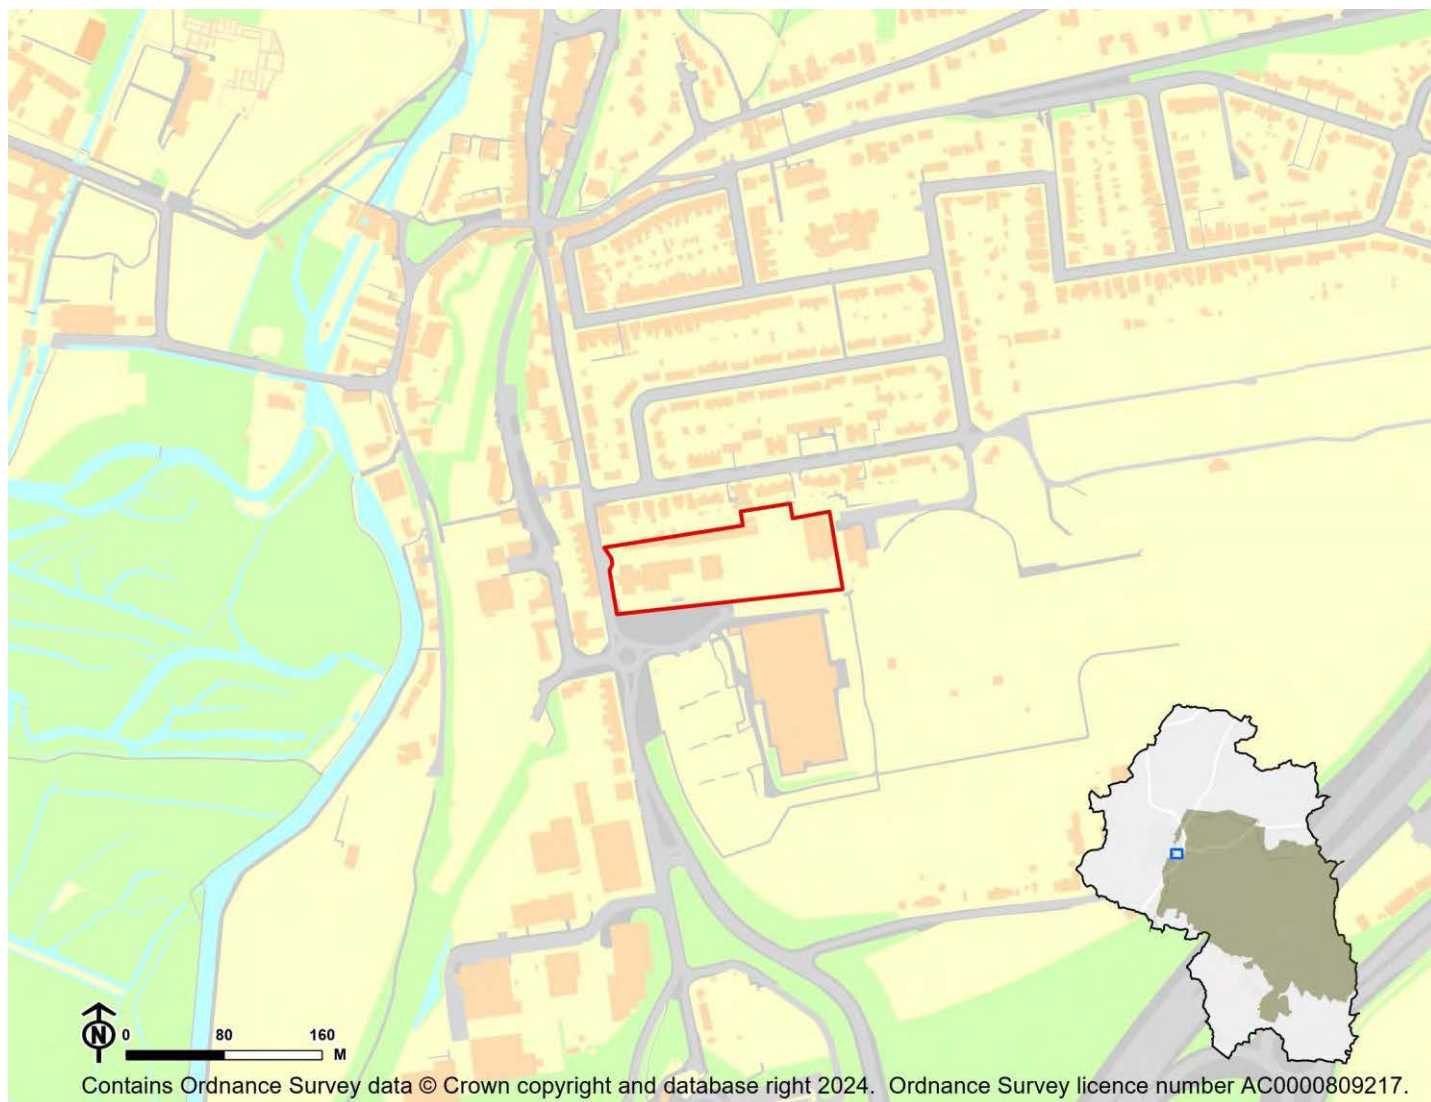 N
0 80 160
M
Contains Ordnance Survey data © Crown copyright and database right 2024. Ordnance Survey licence number AC0000809217.